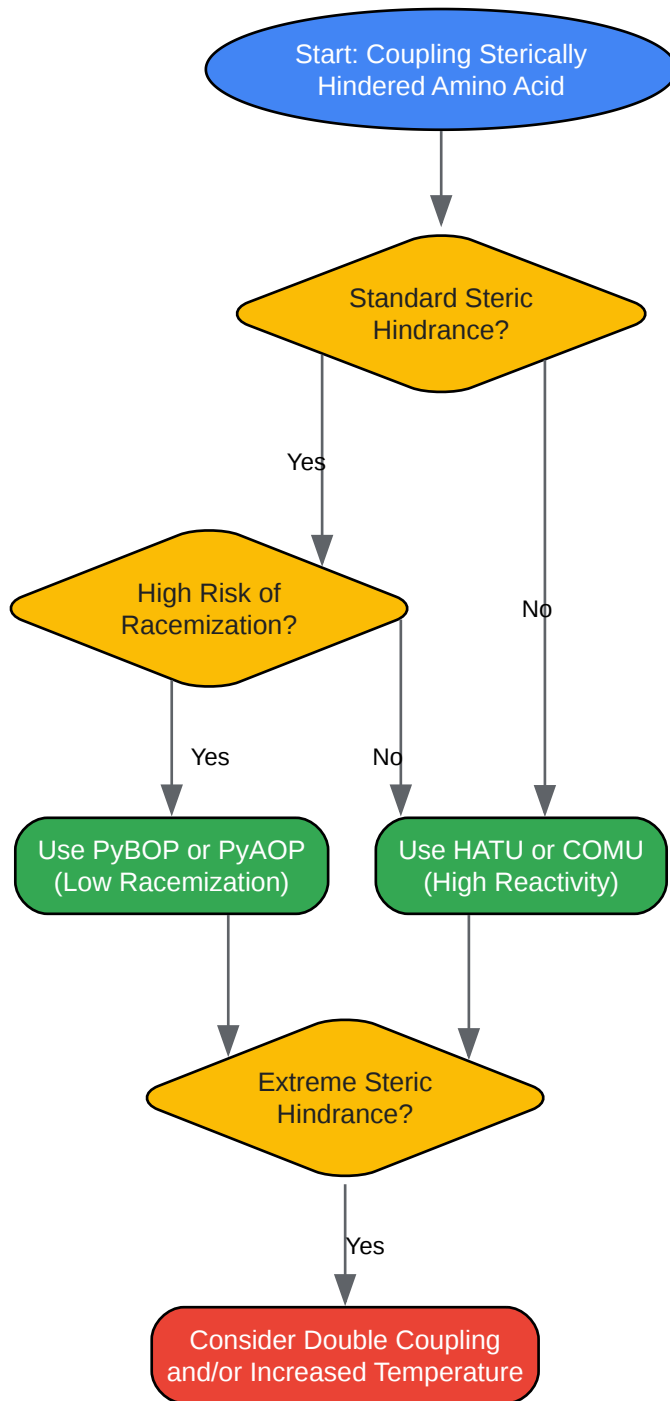 Start: Coupling Sterically
Hindered Amino Acid
Standard Steric
Hindrance?
Yes
No
High Risk of
Racemization?
Yes
No
Use PyBOP or PyAOP
(Low Racemization)
Use HATU or COMU
(High Reactivity)
Extreme Steric
Hindrance?
Yes
Consider Double Coupling
and/or Increased Temperature